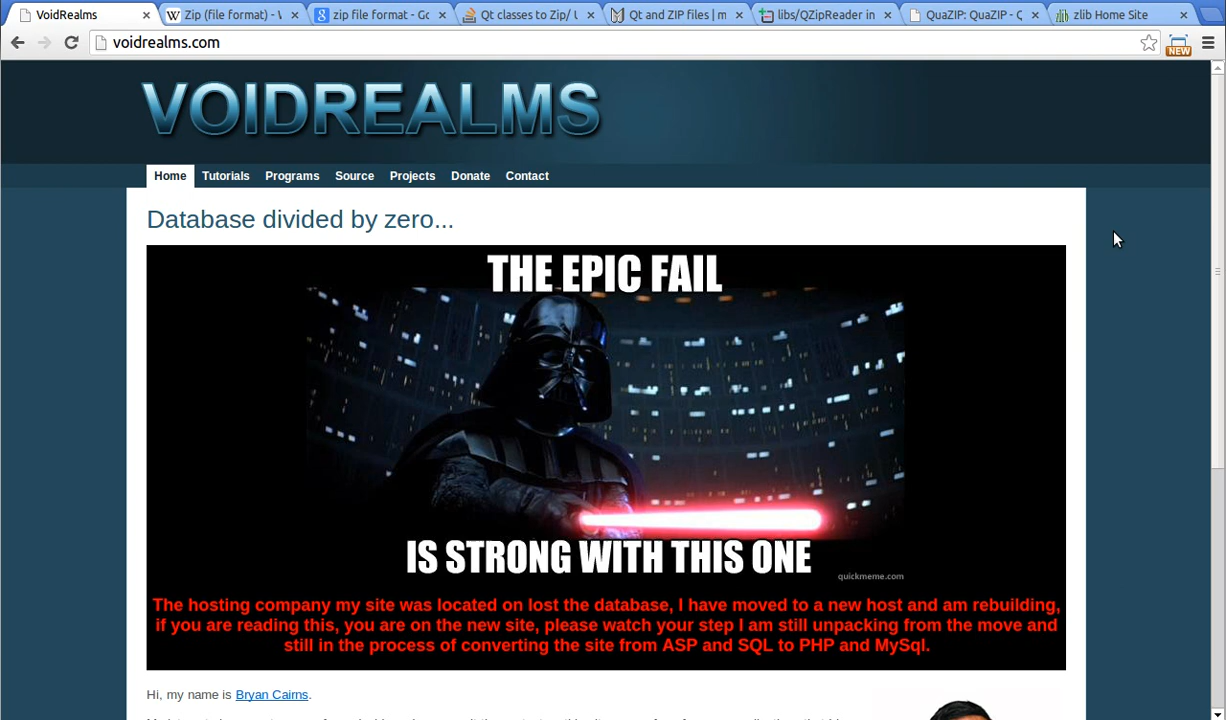 VoidRealms
Zip (file format) - W
zip file format - Go
Qt classes to Zip/ U
Qt and ZIP files | m
libs/QZipReader in
QuaZIP: QuaZIP - Q
zlib Home Site
voidrealms.com
NEW
VOIDREALMS
Home Tutorials Programs Source Projects Donate Contact
Database divided by zero...
THE EPIC FAIL
IS STRONG WITH THIS ONE
quickmeme.com
The hosting company my site was located on lost the database, I have moved to a new host and am rebuilding,
if you are reading this, you are on the new site, please watch your step I am still unpacking from the move and
still in the process of converting the site from ASP and SQL to PHP and MySql.
Hi, my name is Bryan Cairns.